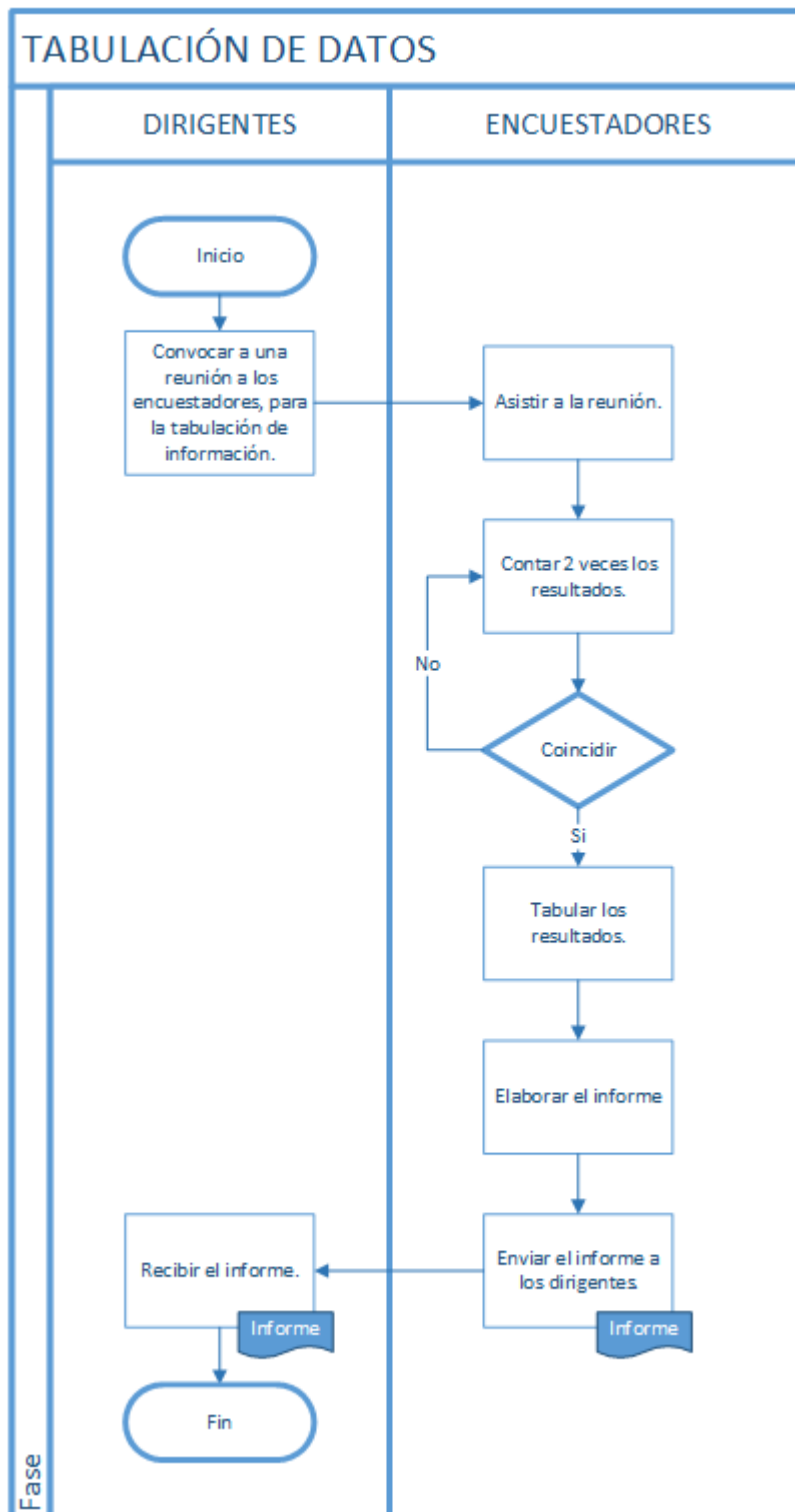 TABULACIÓN DE DATOS
DIRIGENTES
ENCUESTADORES
Inicio
Convocar a una
reunión a los
encuestadores, para
la tabulación de
información.
Asistir a la reunión.
Contar 2 veces los
resultados.
No
Coincidir
Si
Tabular los
resultados.
Elaborar el informe
Enviar el informe a
los dirigentes.
Informe
Recibir el informe.
Informe
Fin
Fase